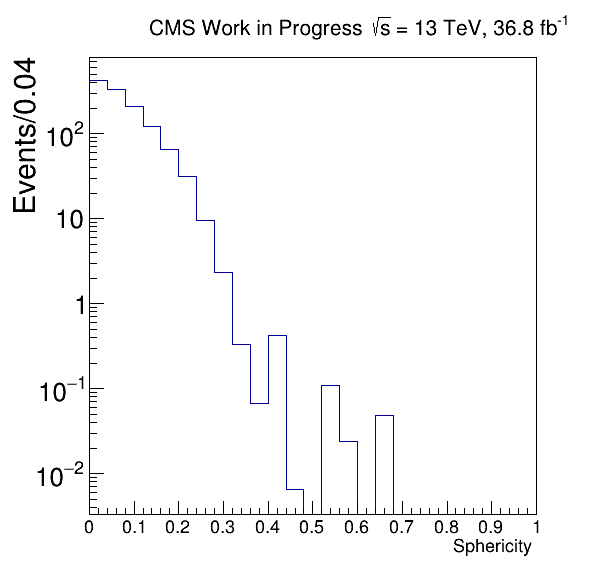 CMS Work in Progress √s = 13 TeV, 36.8 fb⁻¹
Events/0.04
10²
10
1
10⁻¹
10⁻²
0 0.1 0.2 0.3 0.4 0.5 0.6 0.7 0.8 0.9 1
Sphericity